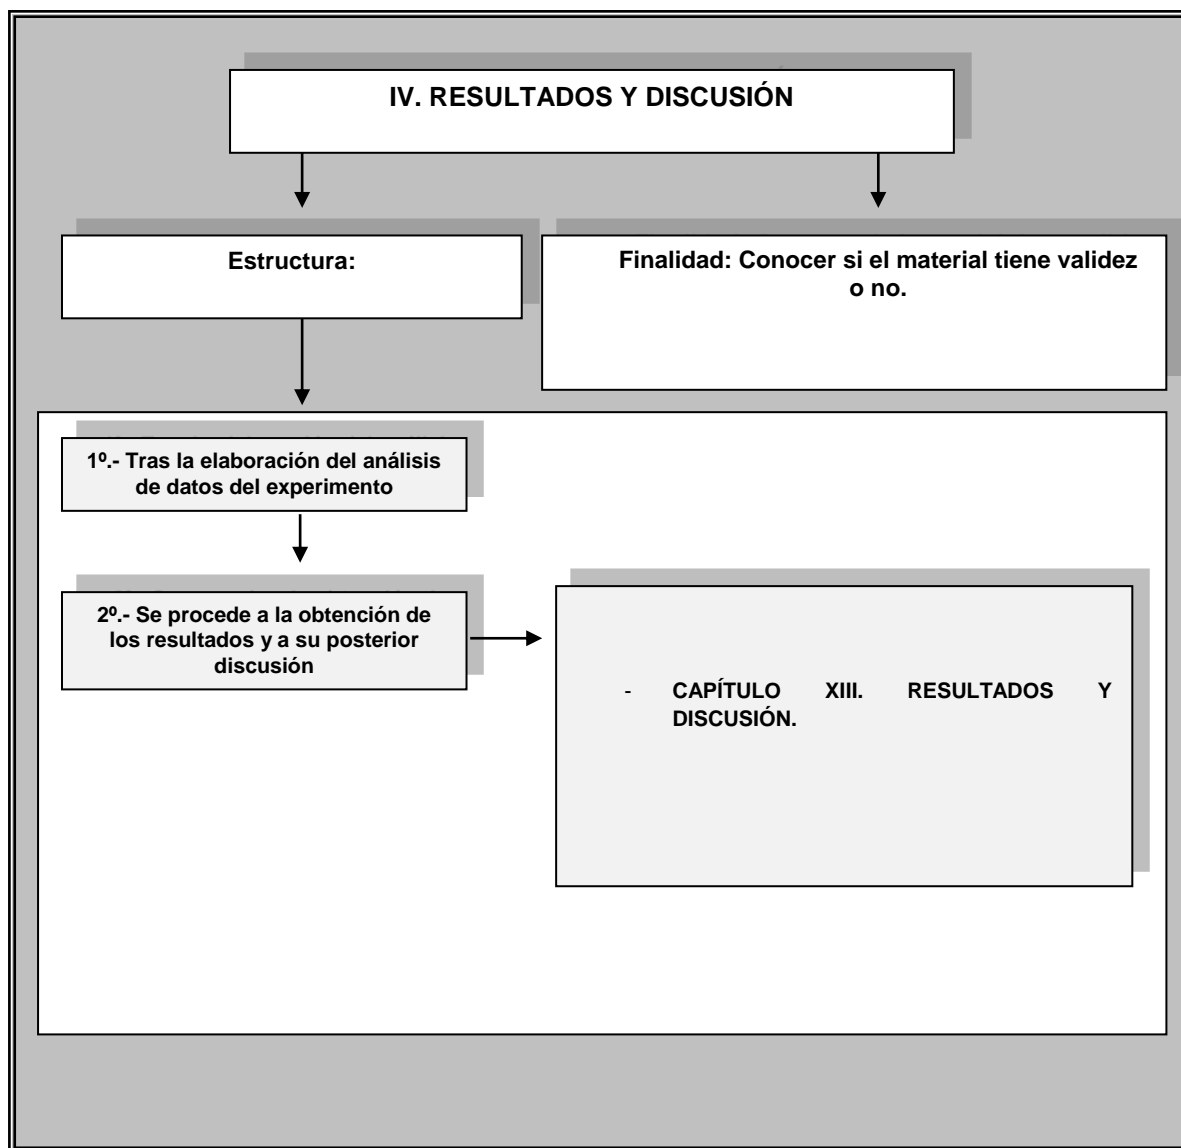 IV. RESULTADOS Y DISCUSIÓN
Estructura:
Finalidad: Conocer si el material tiene validez
o no.
1º.- Tras la elaboración del análisis
de datos del experimento
2º.- Se procede a la obtención de
los resultados y a su posterior
discusión
- CAPÍTULO XIII. RESULTADOS Y
DISCUSIÓN.